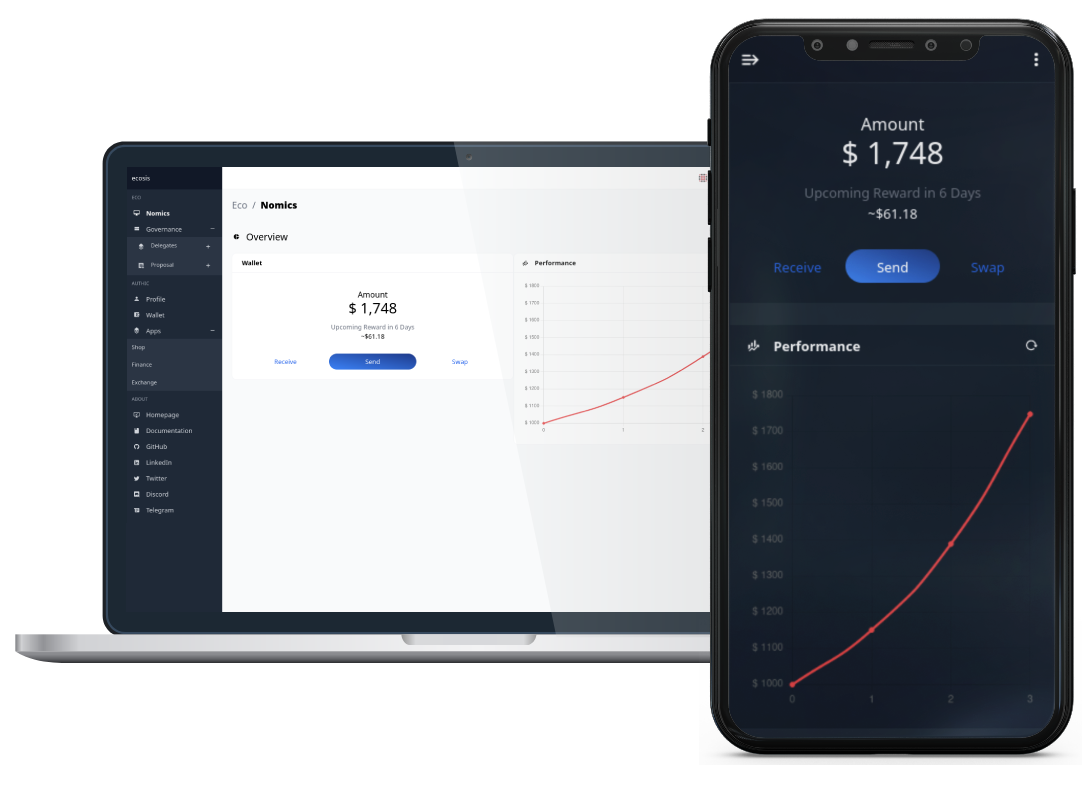 ecosis
ECO
Nomics
Governance
Delegates +
Proposal +
AUTHIC
Profile
Wallet
Apps
Shop
Finance
Exchange
ABOUT
Homepage
Documentation
GitHub
LinkedIn
Twitter
Discord
Telegram
Eco / Nomics
Overview
Wallet
Amount
$ 1,748
Upcoming Reward in 6 Days
~$61.18
Receive Send Swap
Performance
$ 1800
$ 1700
$ 1600
$ 1500
$ 1400
$ 1300
$ 1200
$ 1100
$ 1000
0 1 2
Amount
$ 1,748
Upcoming Reward in 6 Days
~$61.18
Receive Send Swap
Performance
$ 1800
$ 1700
$ 1600
$ 1500
$ 1400
$ 1300
$ 1200
$ 1100
$ 1000
0 1 2 3